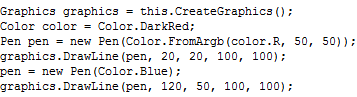 Graphics graphics = this.CreateGraphics();
Color color = Color.DarkRed;
Pen pen = new Pen(Color.FromArgb(color.R, 50, 50));
graphics.DrawLine(pen, 20, 20, 100, 100);
pen = new Pen(Color.Blue);
graphics.DrawLine(pen, 120, 50, 100, 100);